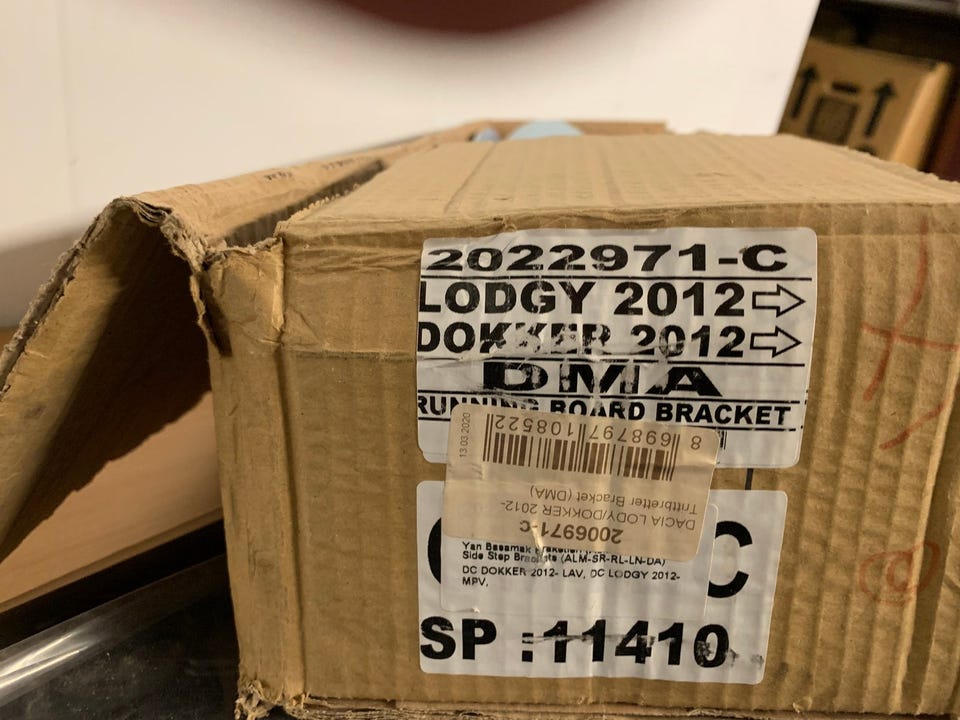 2022971-C
LODGY 2012
DOKKER 2012
DMA
RUNNING BOARD BRACKET
13.03.2020
8 698797 108522
DACIA LODY/DOKKER 2012-
Trittbretter Bracket (DMA)
2006971-c
Yan Basamak
Side Step Brackets (ALM-SR-RL-LN-DA)
DC DOKKER 2012- LAV, DC LODGY 2012-
MPV,
C
SP :11410
C